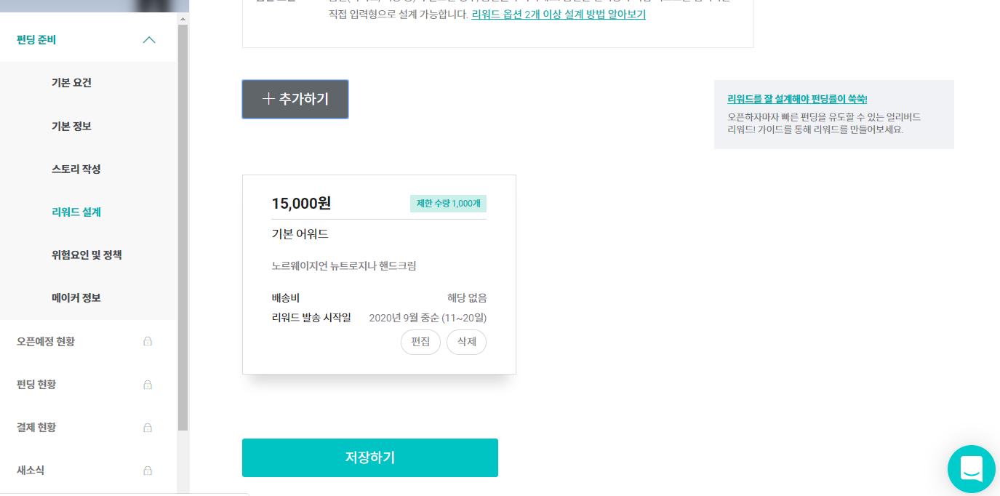 직접 입력형으로 설계 가능합니다. 리워드 옵션 2개 이상 설계 방법 알아보기
펀딩 준비
기본 요건
기본 정보
스토리 작성
리워드 설계
위험요인 및 정책
메이커 정보
오픈예정 현황
펀딩 현황
결제 현황
새소식
추가하기
리워드를 잘 설계해야 펀딩률이 쑥쑥!
오픈하자마자 빠른 펀딩을 유도할 수 있는 얼리버드
리워드! 가이드를 통해 리워드를 만들어보세요.
15,000원
제한 수량 1,000개
기본 어워드
노르웨이지언 뉴트로지나 핸드크림
배송비 해당 없음
리워드 발송 시작일 2020년 9월 중순 (11~20일)
편집 삭제
저장하기